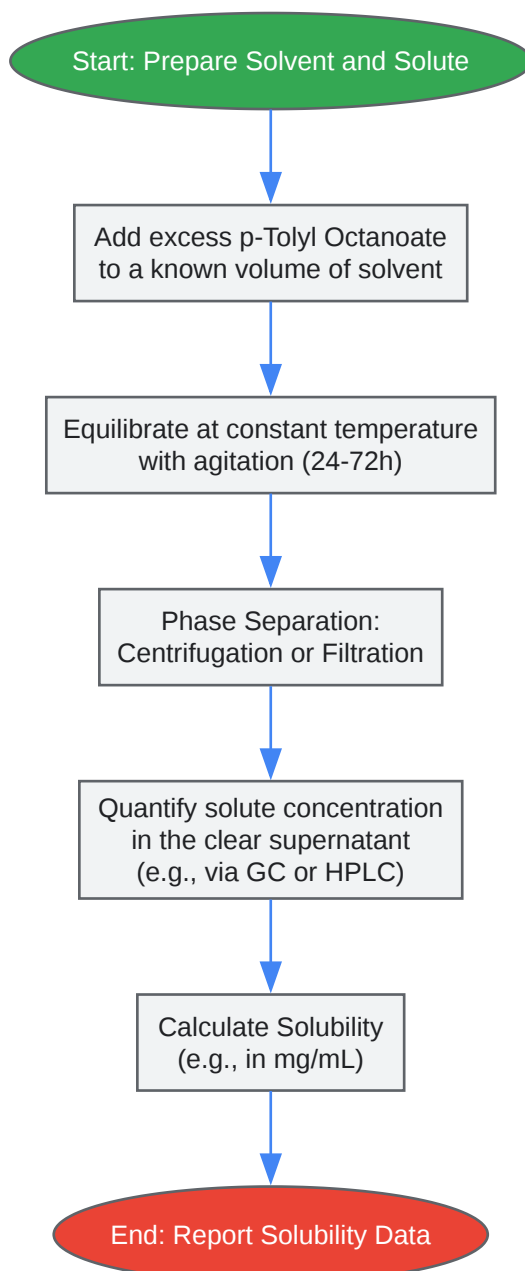 Start: Prepare Solvent and Solute
Add excess p-Tolyl Octanoate
to a known volume of solvent
Equilibrate at constant temperature
with agitation (24-72h)
Phase Separation:
Centrifugation or Filtration
Quantify solute concentration
in the clear supernatant
(e.g., via GC or HPLC)
Calculate Solubility
(e.g., in mg/mL)
End: Report Solubility Data